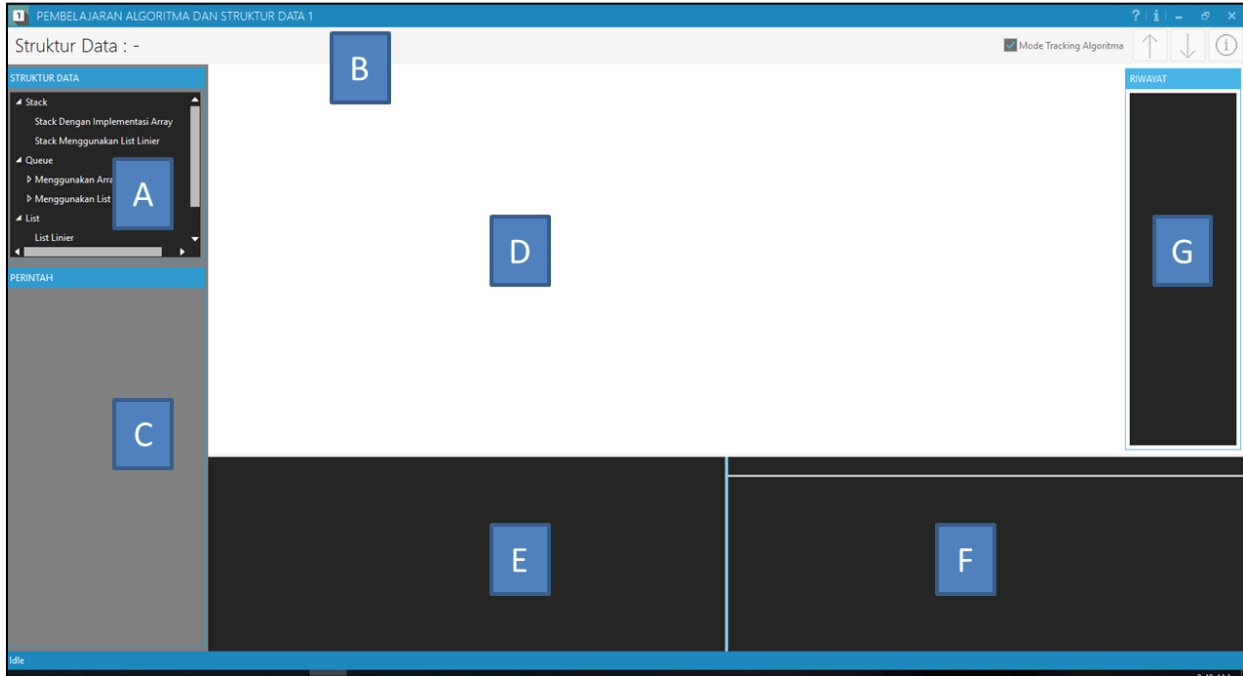 1 PEMBELAJARAN ALGORITMA DAN STRUKTUR DATA 1
Struktur Data : -
Mode Tracking Algoritma
B
STRUKTUR DATA
Stack
Stack Dengan Implementasi Array
Stack Menggunakan List Linier
Queue
Menggunakan Arra
Menggunakan List
List
List Linier
A
PERINTAH
C
D
RIWAYAT
G
E
F
Idle